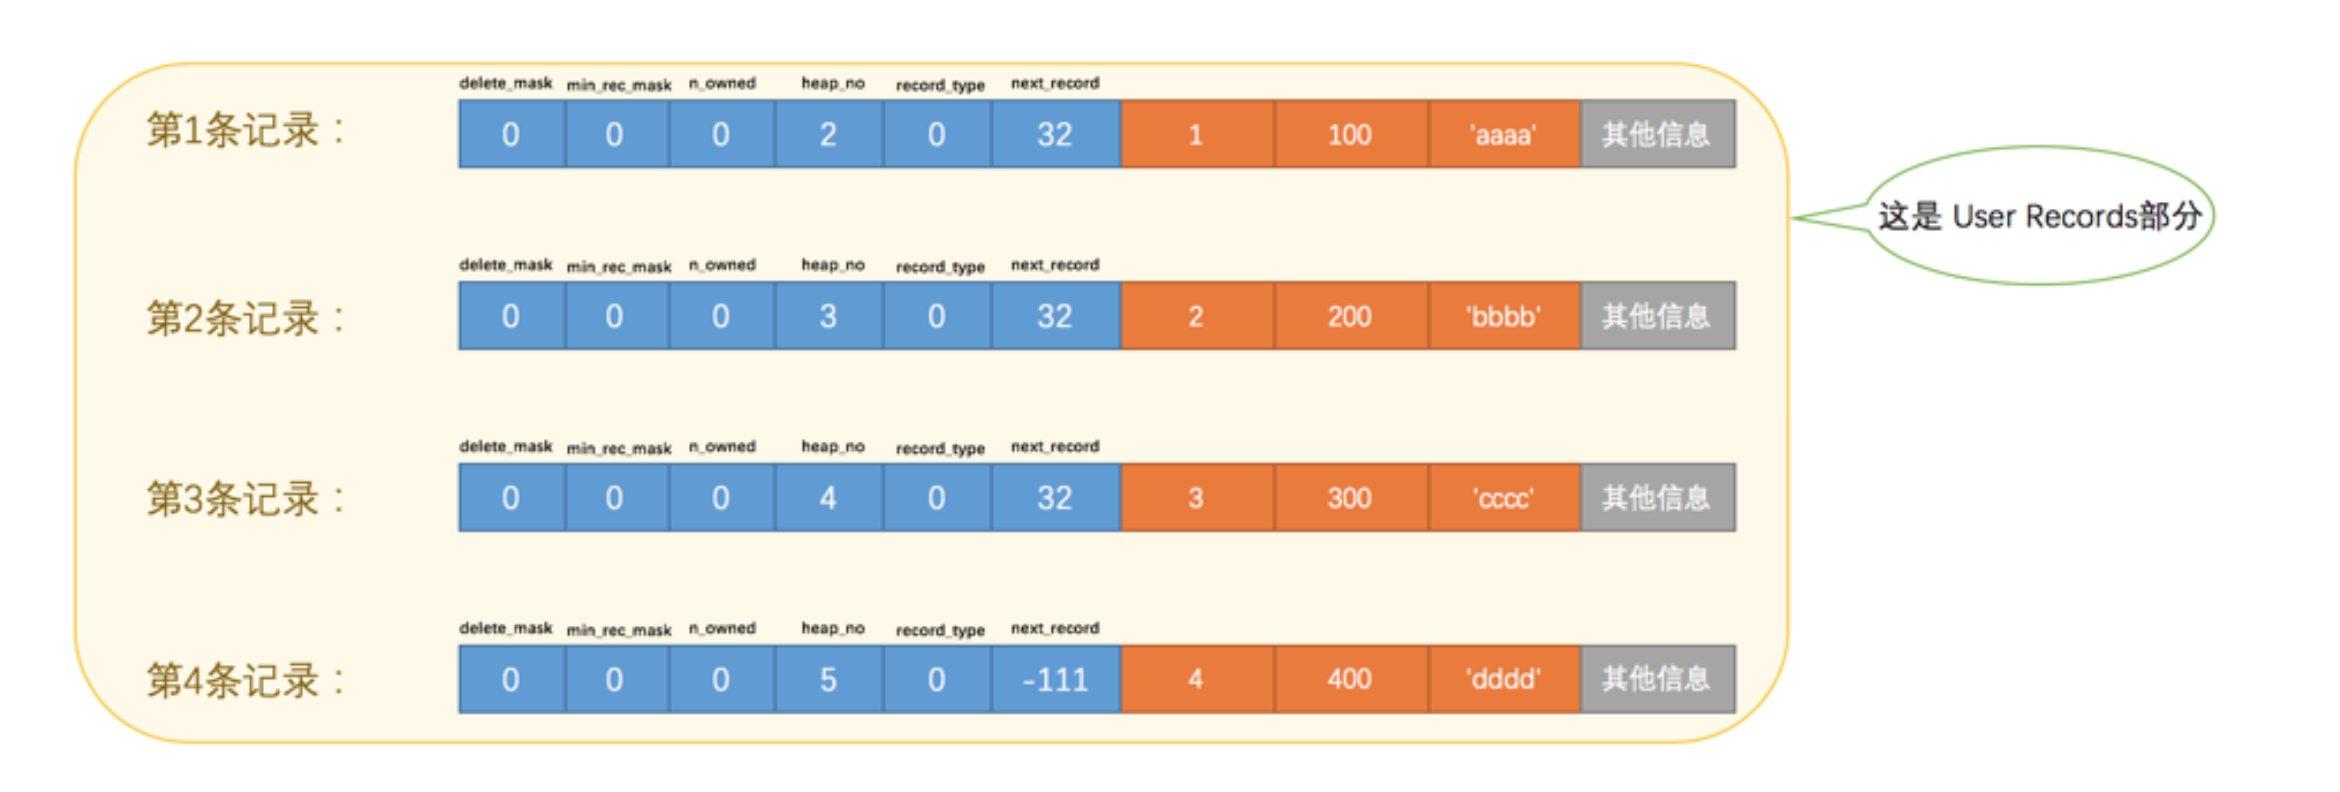 delete_mask min_rec_mask n_owned heap_no record_type next_record
第1条记录： 0 0 0 2 0 32 1 100 'aaaa' 其他信息
这是 User Records部分
delete_mask min_rec_mask n_owned heap_no record_type next_record
第2条记录： 0 0 0 3 0 32 2 200 'bbbb' 其他信息
delete_mask min_rec_mask n_owned heap_no record_type next_record
第3条记录： 0 0 0 4 0 32 3 300 'cccc' 其他信息
delete_mask min_rec_mask n_owned heap_no record_type next_record
第4条记录： 0 0 0 5 0 -111 4 400 'dddd' 其他信息